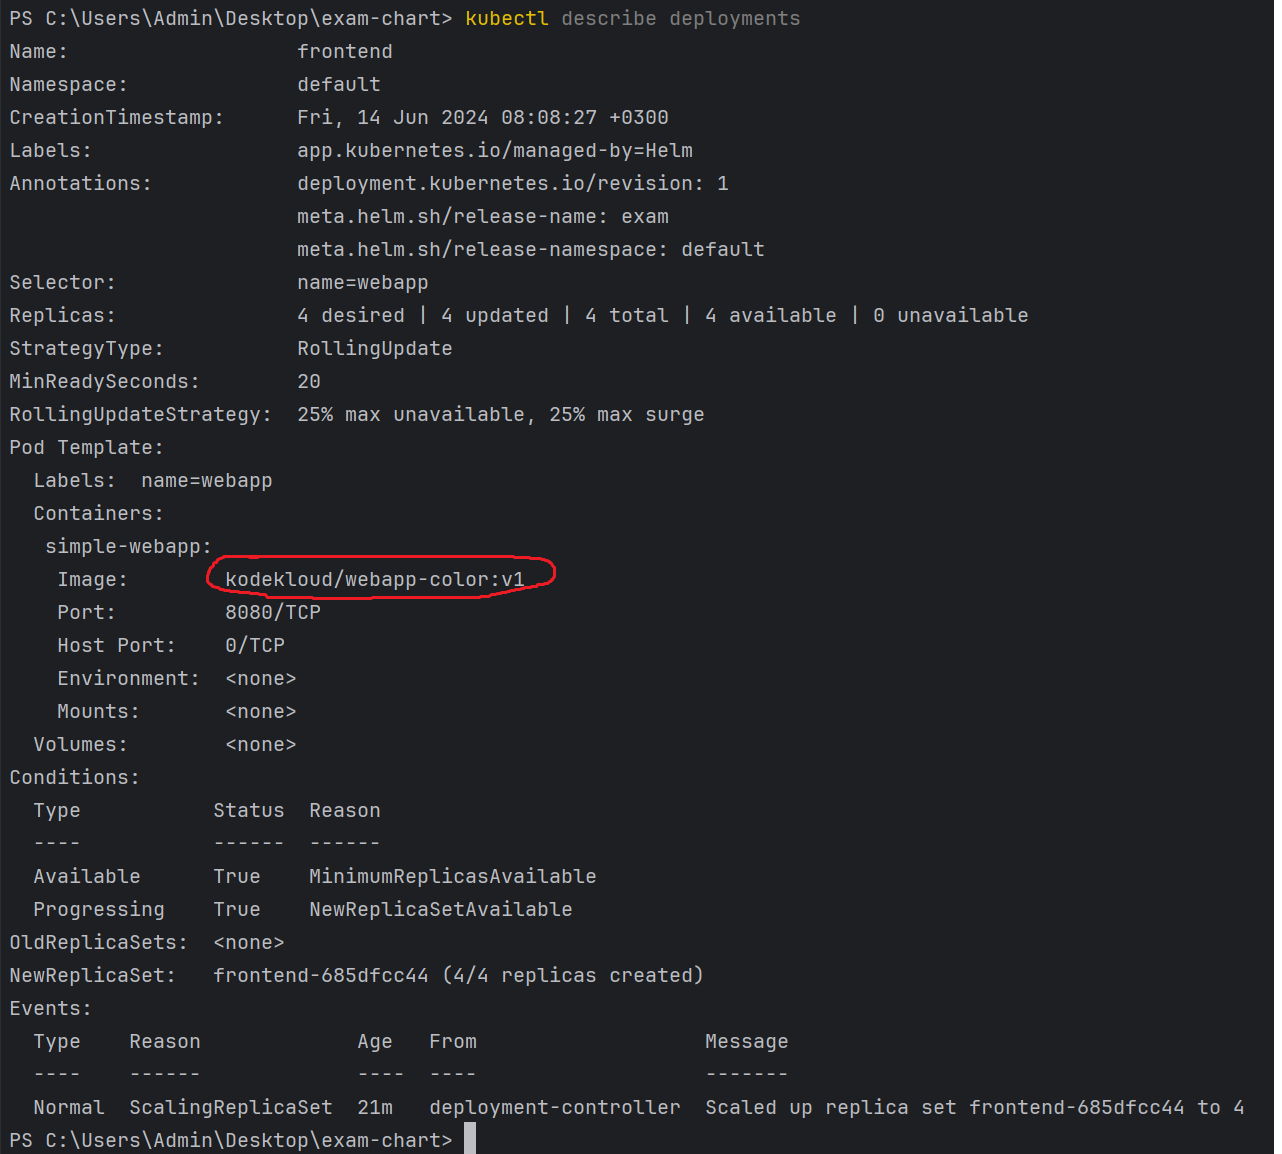 PS C:\Users\Admin\Desktop\exam-chart> kubectl describe deployments
Name:                   frontend
Namespace:              default
CreationTimestamp:      Fri, 14 Jun 2024 08:08:27 +0300
Labels:                 app.kubernetes.io/managed-by=Helm
Annotations:            deployment.kubernetes.io/revision: 1
                        meta.helm.sh/release-name: exam
                        meta.helm.sh/release-namespace: default
Selector:               name=webapp
Replicas:               4 desired | 4 updated | 4 total | 4 available | 0 unavailable
StrategyType:           RollingUpdate
MinReadySeconds:        20
RollingUpdateStrategy:  25% max unavailable, 25% max surge
Pod Template:
  Labels:  name=webapp
  Containers:
   simple-webapp:
    Image:        kodekloud/webapp-color:v1
    Port:         8080/TCP
    Host Port:    0/TCP
    Environment:  <none>
    Mounts:       <none>
  Volumes:        <none>
Conditions:
  Type           Status  Reason
  ----           ------  ------
  Available      True    MinimumReplicasAvailable
  Progressing    True    NewReplicaSetAvailable
OldReplicaSets:  <none>
NewReplicaSet:   frontend-685dfcc44 (4/4 replicas created)
Events:
  Type    Reason             Age   From                   Message
  ----    ------             ----  ----                   -------
  Normal  ScalingReplicaSet  21m   deployment-controller  Scaled up replica set frontend-685dfcc44 to 4
PS C:\Users\Admin\Desktop\exam-chart>